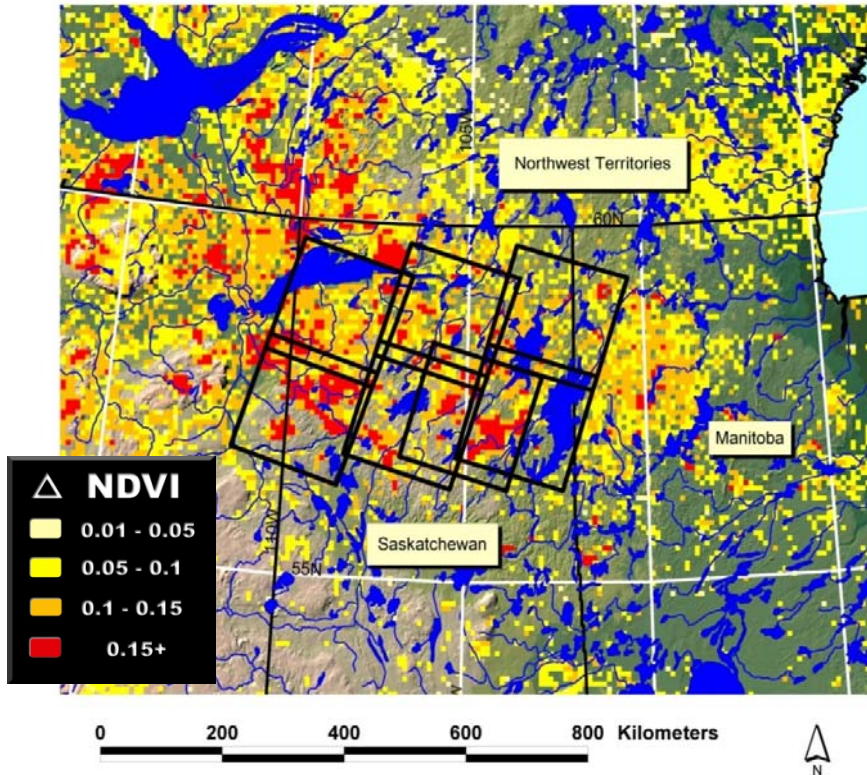 105W
Northwest Territories
60N
Manitoba
△ NDVI
0.01 - 0.05
0.05 - 0.1
0.1 - 0.15
0.15+
Saskatchewan
110W
55N
0 200 400 600 800 Kilometers
N